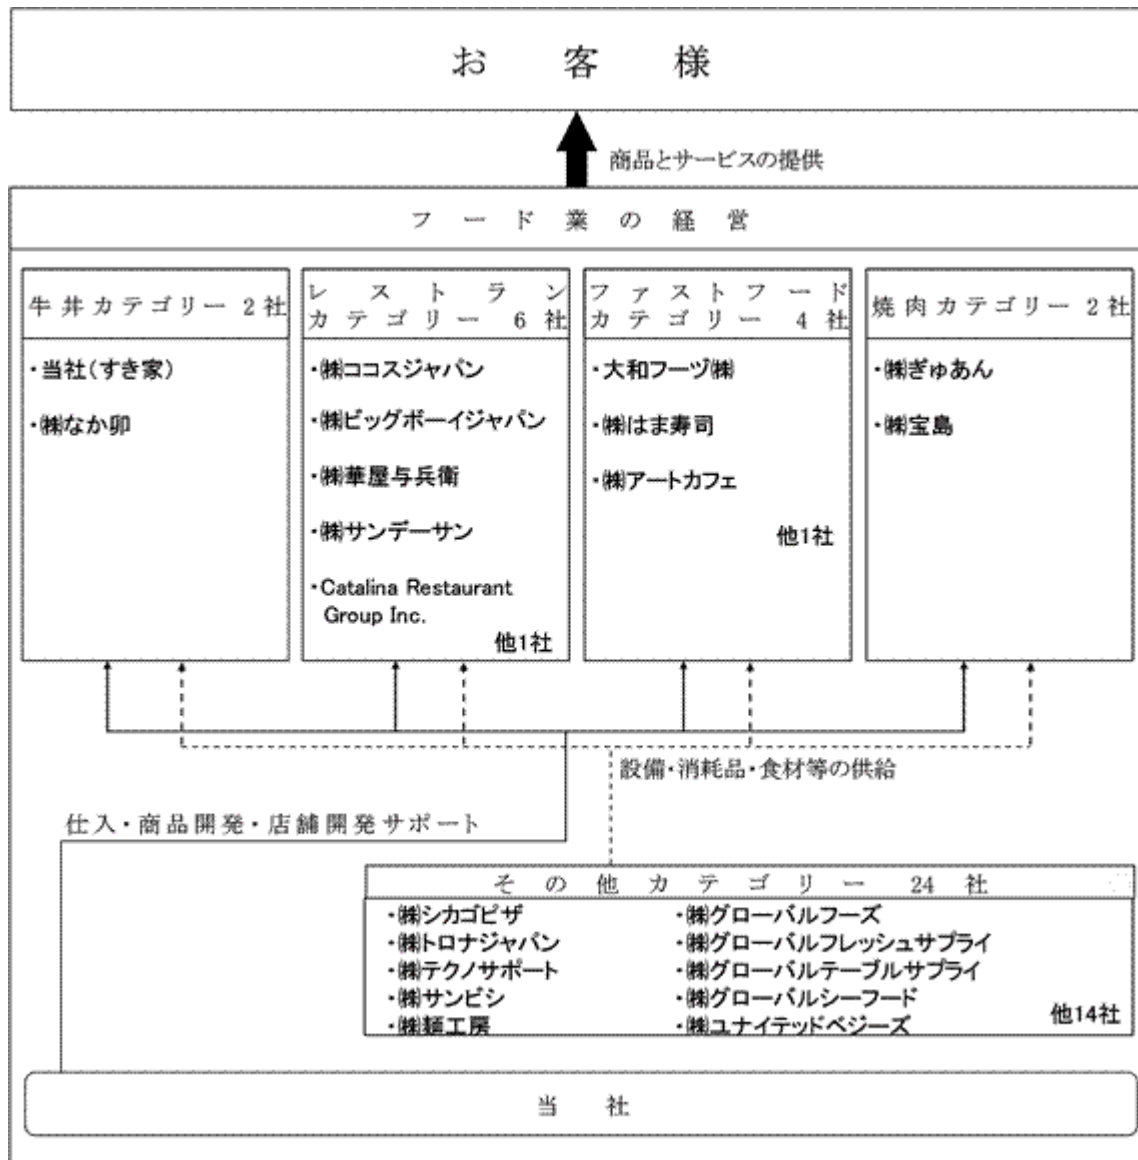 お客様
商品とサービスの提供
フード業の経営
牛丼カテゴリー 2社
・当社(すき家)
・㈱なか卯
レストラン
カテゴリー 6社
・㈱ココスジャパン
・㈱ビッグボーイジャパン
・㈱華屋与兵衛
・㈱サンデーサン
・Catalina Restaurant
Group Inc.
他1社
ファストフード
カテゴリー 4社
・大和フーヅ㈱
・㈱はま寿司
・㈱アートカフェ
他1社
焼肉カテゴリー 2社
・㈱ぎゅあん
・㈱宝島
設備・消耗品・食材等の供給
仕入・商品開発・店舗開発サポート
その他カテゴリー 24社
・㈱シカゴピザ
・㈱トロナジャパン
・㈱テクノサポート
・㈱サンビシ
・㈱麺工房
・㈱グローバルフーズ
・㈱グローバルフレッシュサプライ
・㈱グローバルテーブルサプライ
・㈱グローバルシーフード
・㈱ユナイテッドベジーズ
他14社
当社